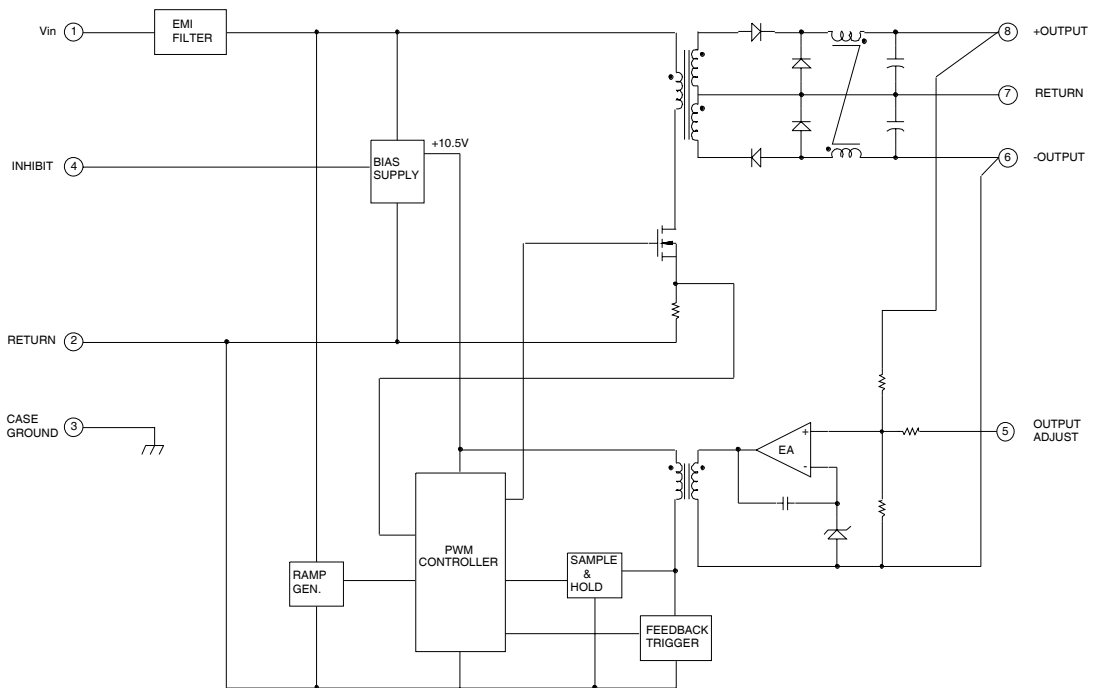 Vin 1
EMI
FILTER
8 +OUTPUT
7 RETURN
6 -OUTPUT
INHIBIT 4
BIAS
SUPPLY
+10.5V
RETURN 2
CASE
GROUND
3
+
-
EA
5
OUTPUT
ADJUST
PWM
CONTROLLER
RAMP
GEN.
SAMPLE
&
HOLD
FEEDBACK
TRIGGER